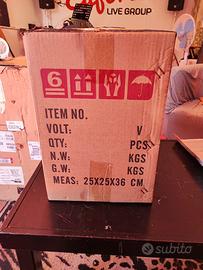 LIVE GROUP
6
ITEM NO.
VOLT: V
QTY: PCS
N.W: KGS
G.W: KGS
MEAS: 25X25X36 CM
subito